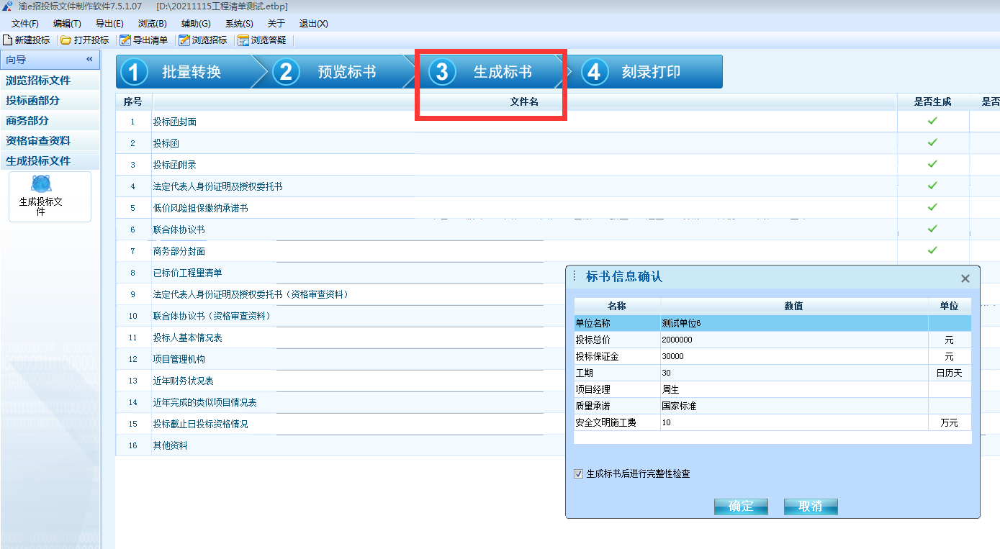 渝e招投标文件制作软件7.5.1.07 [D:\20211115工程清单测试.etbp]
文件(F) 编辑(T) 导出(E) 浏览(B) 辅助(G) 系统(S) 关于 退出(X)
新建投标 打开投标 导出清单 浏览招标 浏览答疑
向导 «
浏览招标文件
投标函部分
商务部分
资格审查资料
生成投标文件
生成投标文
件
1 批量转换 2 预览标书 3 生成标书 4 刻录打印
序号 文件名 是否生成 是否
1 投标函封面
2 投标函
3 投标函附录
4 法定代表人身份证明及授权委托书
5 低价风险担保缴纳承诺书
6 联合体协议书
7 商务部分封面
8 已标价工程量清单
9 法定代表人身份证明及授权委托书（资格审查资料）
10 联合体协议书（资格审查资料）
11 投标人基本情况表
12 项目管理机构
13 近年财务状况表
14 近年完成的类似项目情况表
15 投标截止日投标资格情况
16 其他资料
标书信息确认
名称 数值 单位
单位名称 测试单位6
投标总价 2000000 元
投标保证金 30000 元
工期 30 日历天
项目经理 周生
质量承诺 国家标准
安全文明施工费 10 万元
生成标书后进行完整性检查
确定 取消